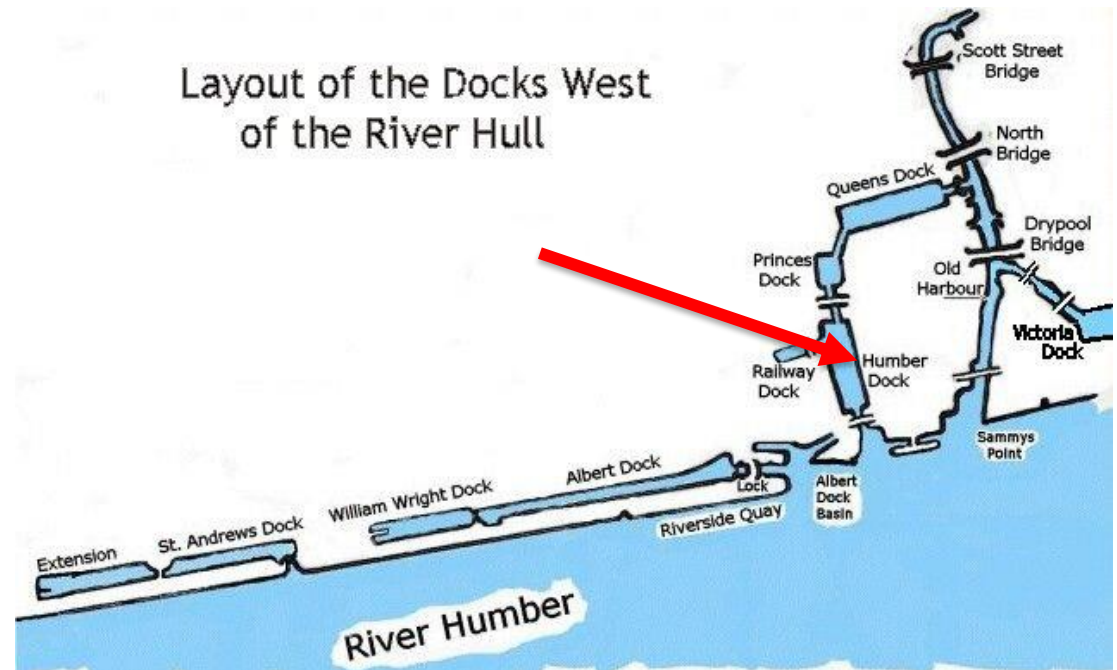 Layout of the Docks West
of the River Hull
Scott Street
Bridge
North
Bridge
Queens Dock
Drypool
Bridge
Princes
Dock
Old
Harbour
Victoria
Dock
Railway
Dock
Humber
Dock
Sammys
Point
Albert Dock
Lock
Albert
Dock
Basin
William Wright Dock
Riverside Quay
St. Andrews Dock
Extension
River Humber